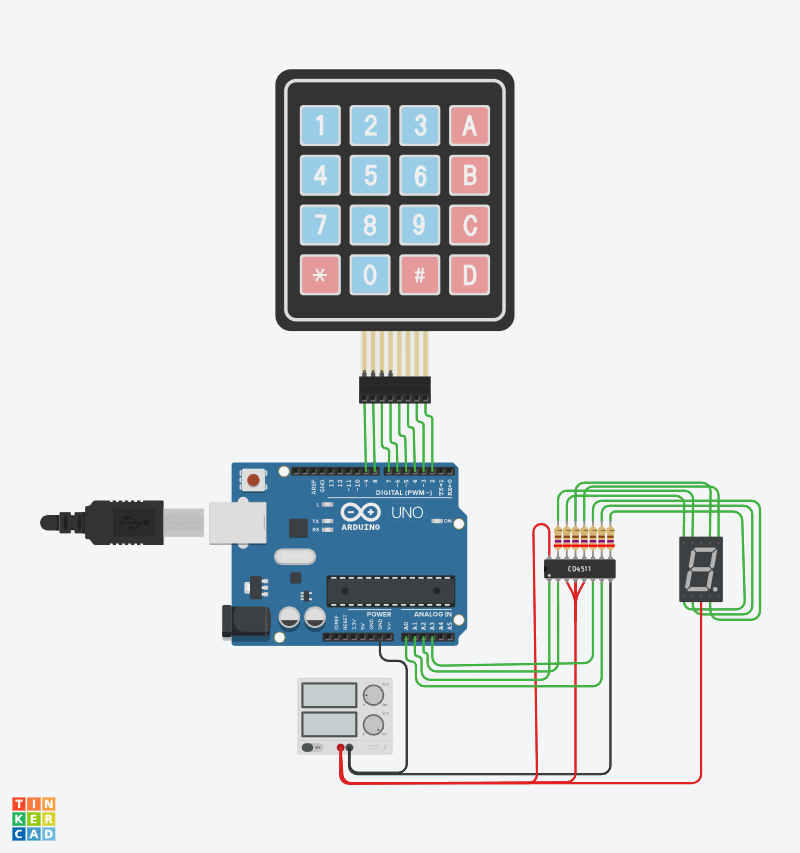 1 2 3 A
4 5 6 B
7 8 9 C
* 0 # D
AREF
GND
13
12
~11
~10
~9
8
7
~6
~5
4
~3
2
TX→1
RX←0
DIGITAL (PWM ~)
L
TX
RX
ARDUINO
UNO
ON
POWER
ANALOG IN
IOREF
RESET
3.3V
5V
GND
GND
Vin
A0
A1
A2
A3
A4
A5
CD4511
8.
TIN
KER
CAD